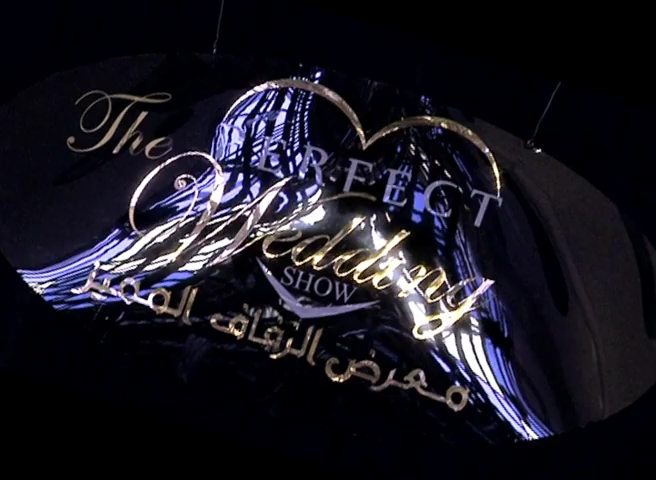 The
PERFECT
Wedding
SHOW
معرض الزفاف المميز